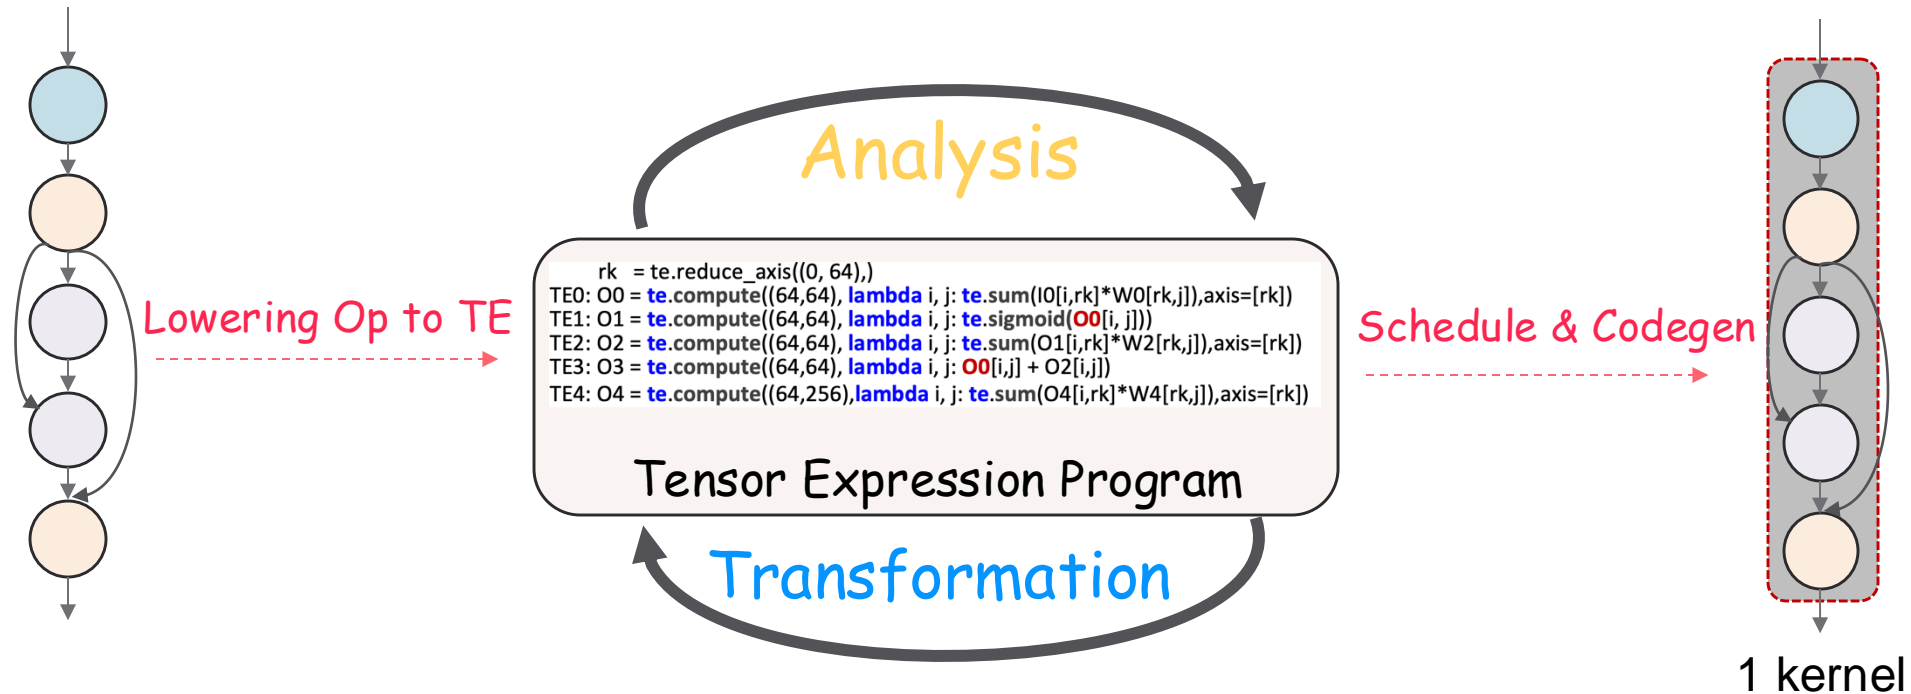 Analysis
Lowering Op to TE
rk = te.reduce_axis((0, 64),)
TE0: O0 = te.compute((64,64), lambda i, j: te.sum(I0[i,rk]*W0[rk,j]),axis=[rk])
TE1: O1 = te.compute((64,64), lambda i, j: te.sigmoid(O0[i, j]))
TE2: O2 = te.compute((64,64), lambda i, j: te.sum(O1[i,rk]*W2[rk,j]),axis=[rk])
TE3: O3 = te.compute((64,64), lambda i, j: O0[i,j] + O2[i,j])
TE4: O4 = te.compute((64,256),lambda i, j: te.sum(O4[i,rk]*W4[rk,j]),axis=[rk])
Tensor Expression Program
Transformation
Schedule & Codegen
1 kernel